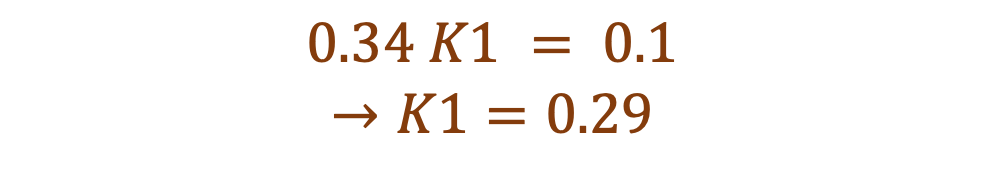 0.34 K1 = 0.1
→ K1 = 0.29